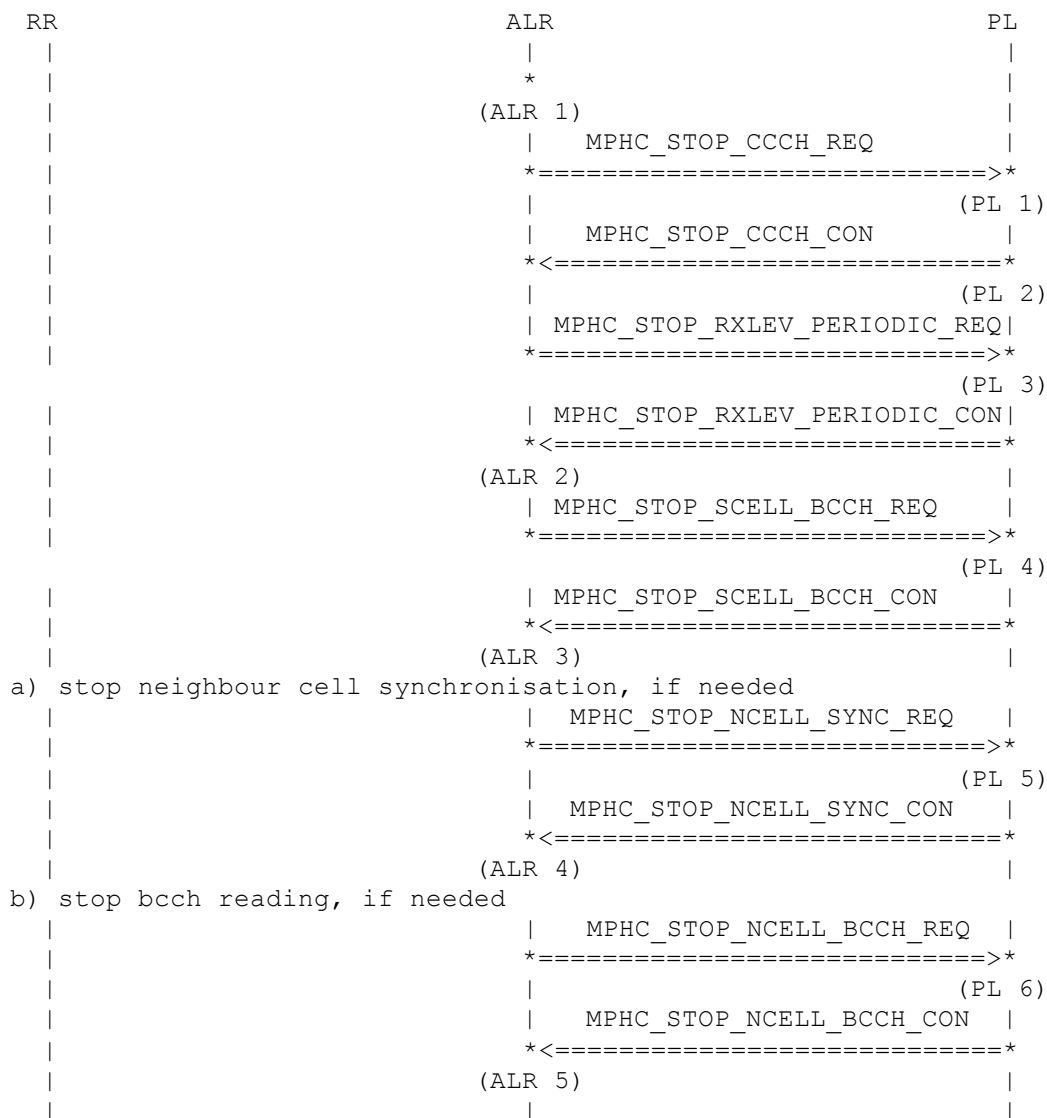 RR ALR PL
| | |
| * |
| (ALR 1) |
| | MPHC_STOP_CCCH_REQ |
| *============================>*
| | (PL 1)
| | MPHC_STOP_CCCH_CON |
| *<============================*
| | (PL 2)
| | MPHC_STOP_RXLEV_PERIODIC_REQ|
| *============================>*
(PL 3)
| | MPHC_STOP_RXLEV_PERIODIC_CON|
| *<============================*
| (ALR 2) |
| | MPHC_STOP_SCELL_BCCH_REQ |
| *============================>*
(PL 4)
| | MPHC_STOP_SCELL_BCCH_CON |
| *<============================*
| (ALR 3) |
a) stop neighbour cell synchronisation, if needed
| | MPHC_STOP_NCELL_SYNC_REQ |
| *============================>*
| | (PL 5)
| | MPHC_STOP_NCELL_SYNC_CON |
| *<============================*
| (ALR 4) |
b) stop bcch reading, if needed
| | MPHC_STOP_NCELL_BCCH_REQ |
| *============================>*
| | (PL 6)
| | MPHC_STOP_NCELL_BCCH_CON |
| *<============================*
| (ALR 5) |
| | |